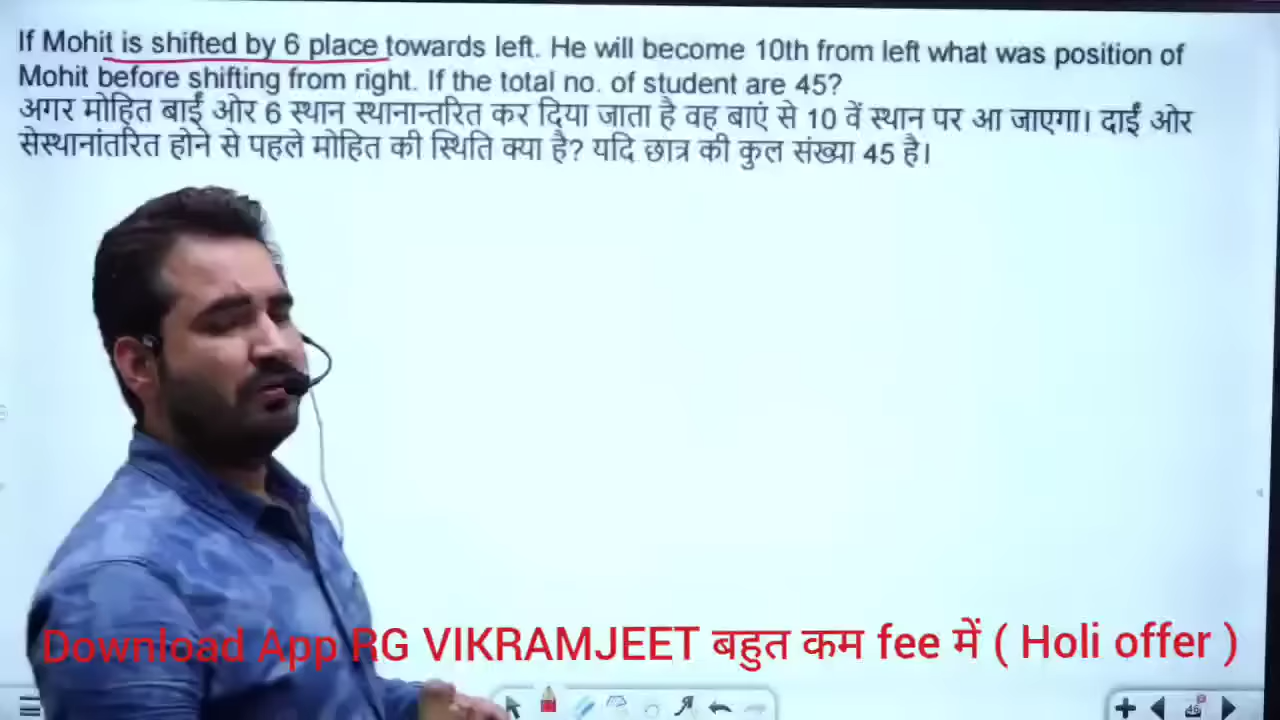 If Mohit is shifted by 6 place towards left. He will become 10th from left what was position of
Mohit before shifting from right. If the total no. of student are 45?
अगर मोहित बाईं ओर 6 स्थान स्थानान्तरित कर दिया जाता है वह बाएं से 10 वें स्थान पर आ जाएगा। दाईं ओर
सेस्थानांतरित होने से पहले मोहित की स्थिति क्या है? यदि छात्र की कुल संख्या 45 है।
Download App RG VIKRAMJEET बहुत कम fee में ( Holi offer )